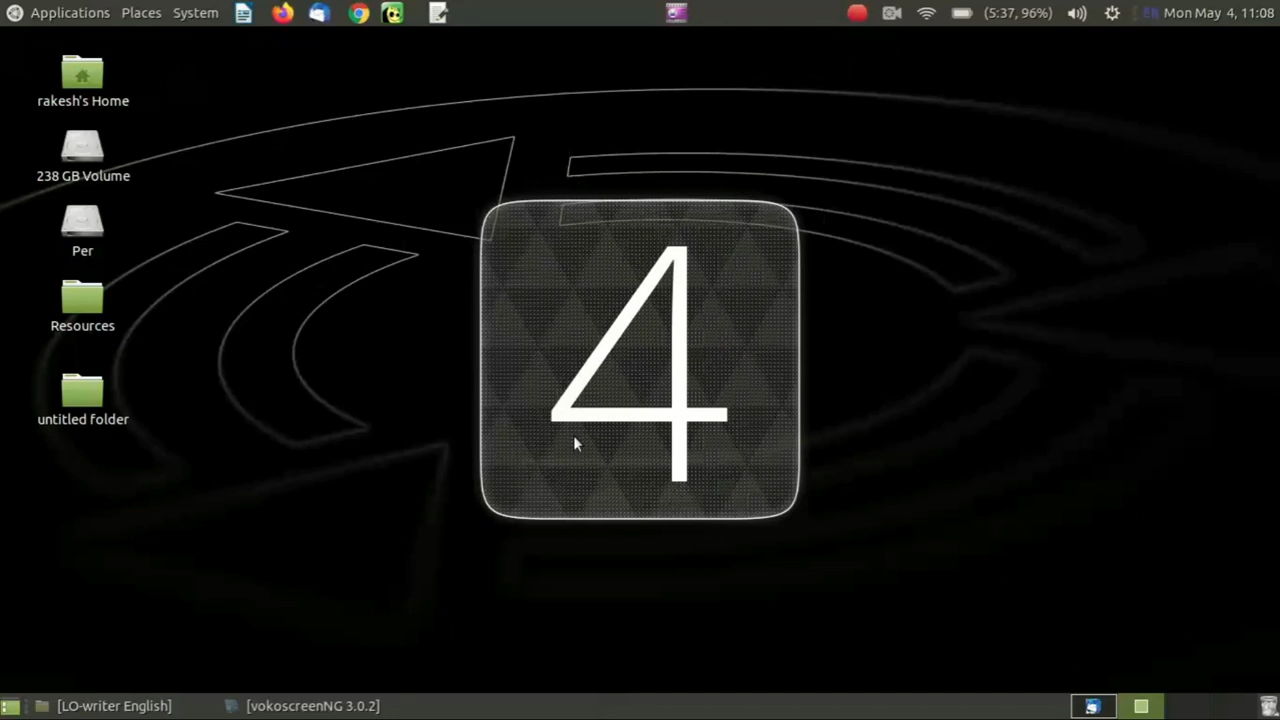 Applications Places System (5:37, 96%) Mon May 4, 11:08
rakesh's Home
238 GB Volume
Per
Resources
untitled folder
4
[LO-writer English] [vokoscreenNG 3.0.2]